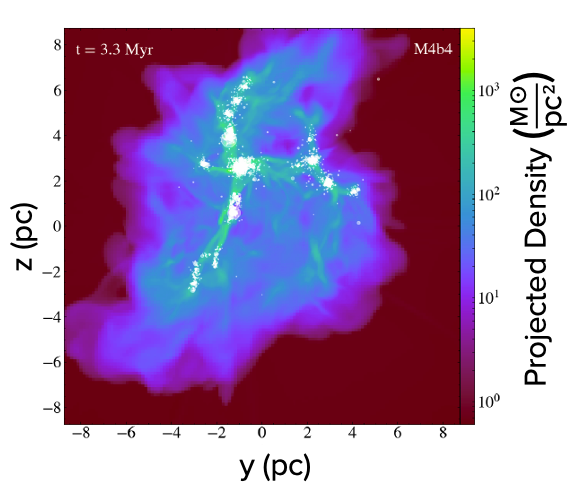 t = 3.3 Myr
M4b4
8
6
4
2
0
−2
−4
−6
−8
z (pc)
−8 −6 −4 −2 0 2 4 6 8
y (pc)
10³
10²
10¹
10⁰
Projected Density (M⊙/pc²)